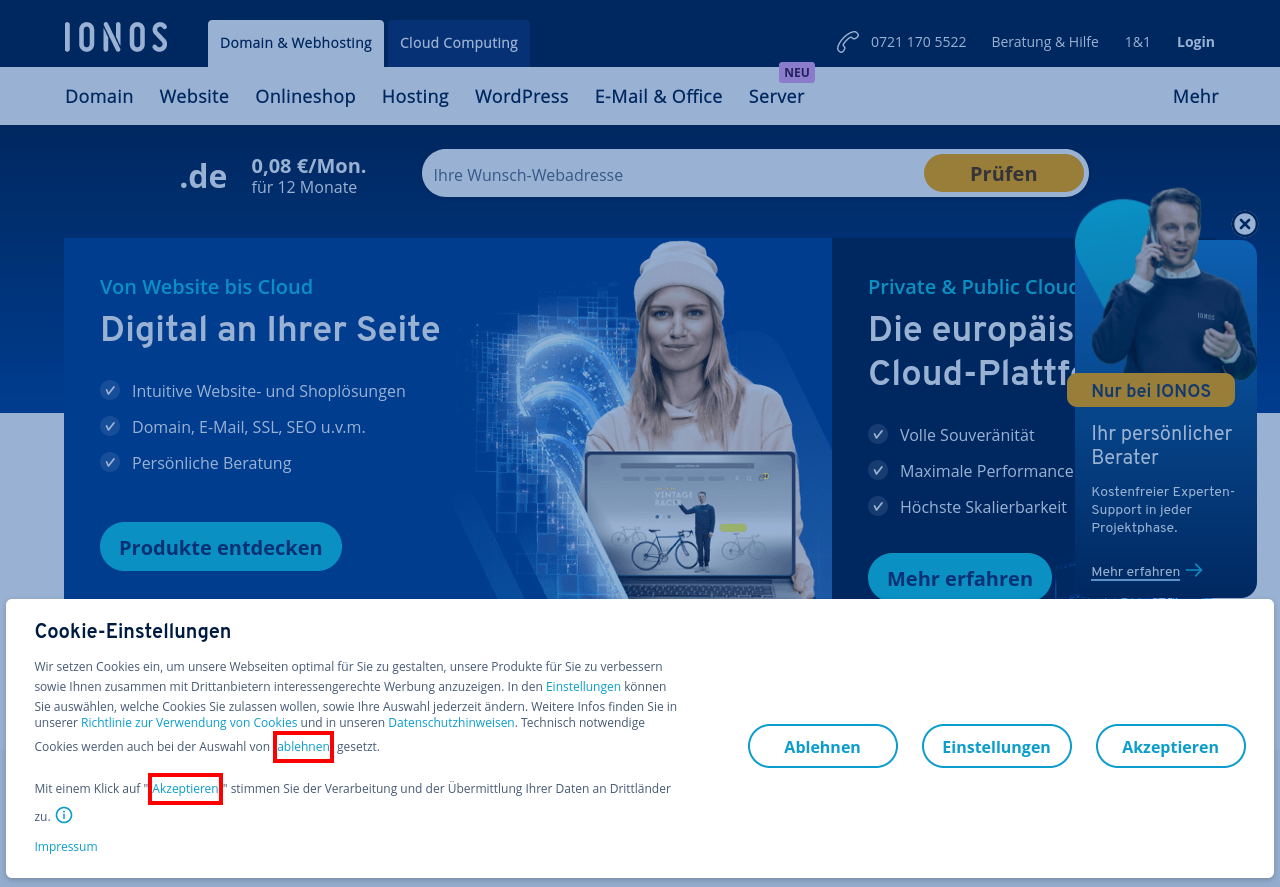 IONOS
Domain & Webhosting
Cloud Computing
0721 170 5522
Beratung & Hilfe
1&1
Login
NEU
Domain
Website
Onlineshop
Hosting
WordPress
E-Mail & Office
Server
Mehr
.de
0,08 €/Mon.
für 12 Monate
Ihre Wunsch-Webadresse
Prüfen
Von Website bis Cloud
Digital an Ihrer Seite
Intuitive Website- und Shoplösungen
Domain, E-Mail, SSL, SEO u.v.m.
Persönliche Beratung
Produkte entdecken
VINTAGE
Private & Public Cloud
Die europäis
Cloud-Plattf
Volle Souveränität
Maximale Performance
Höchste Skalierbarkeit
Mehr erfahren
IONOS
Nur bei IONOS
Ihr persönlicher
Berater
Kostenfreier Experten-
Support in jeder
Projektphase.
Mehr erfahren
Cookie-Einstellungen
Wir setzen Cookies ein, um unsere Webseiten optimal für Sie zu gestalten, unsere Produkte für Sie zu verbessern
sowie Ihnen zusammen mit Drittanbietern interessengerechte Werbung anzuzeigen. In den Einstellungen können
Sie auswählen, welche Cookies Sie zulassen wollen, sowie Ihre Auswahl jederzeit ändern. Weitere Infos finden Sie in
unserer Richtlinie zur Verwendung von Cookies und in unseren Datenschutzhinweisen. Technisch notwendige
Cookies werden auch bei der Auswahl von ablehnen gesetzt.
Mit einem Klick auf "Akzeptieren" stimmen Sie der Verarbeitung und der Übermittlung Ihrer Daten an Drittländer
zu.
Impressum
Ablehnen
Einstellungen
Akzeptieren